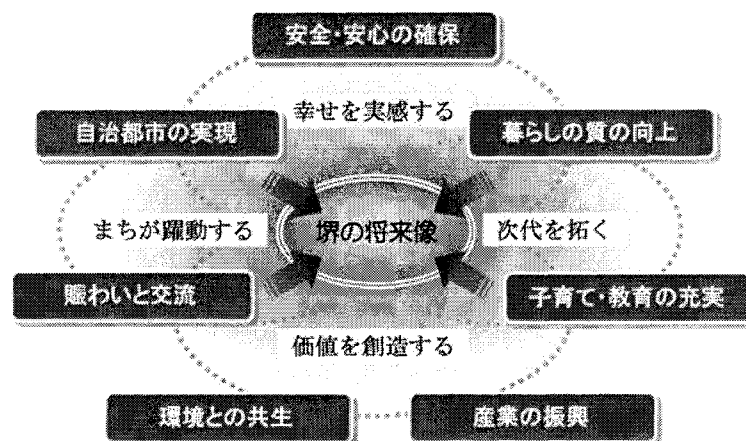 安全・安心の確保
幸せを実感する
自治都市の実現
暮らしの質の向上
まちが躍動する
堺の将来像
次代を拓く
賑わいと交流
子育て・教育の充実
価値を創造する
環境との共生
産業の振興